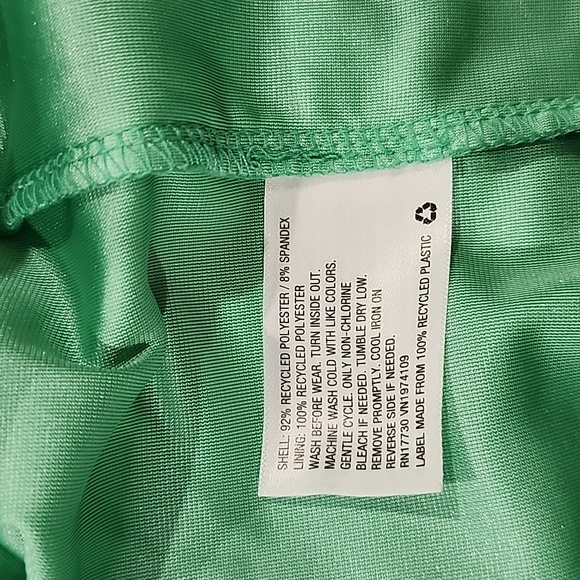 SHELL: 92% RECYCLED POLYESTER / 8% SPANDEX
LINING: 100% RECYCLED POLYESTER
WASH BEFORE WEAR. TURN INSIDE OUT.
MACHINE WASH COLD WITH LIKE COLORS.
GENTLE CYCLE. ONLY NON-CHLORINE
BLEACH IF NEEDED. TUMBLE DRY LOW.
REMOVE PROMPTLY. COOL IRON ON
REVERSE SIDE IF NEEDED.
RN17730 VN1974109
LABEL MADE FROM 100% RECYCLED PLASTIC